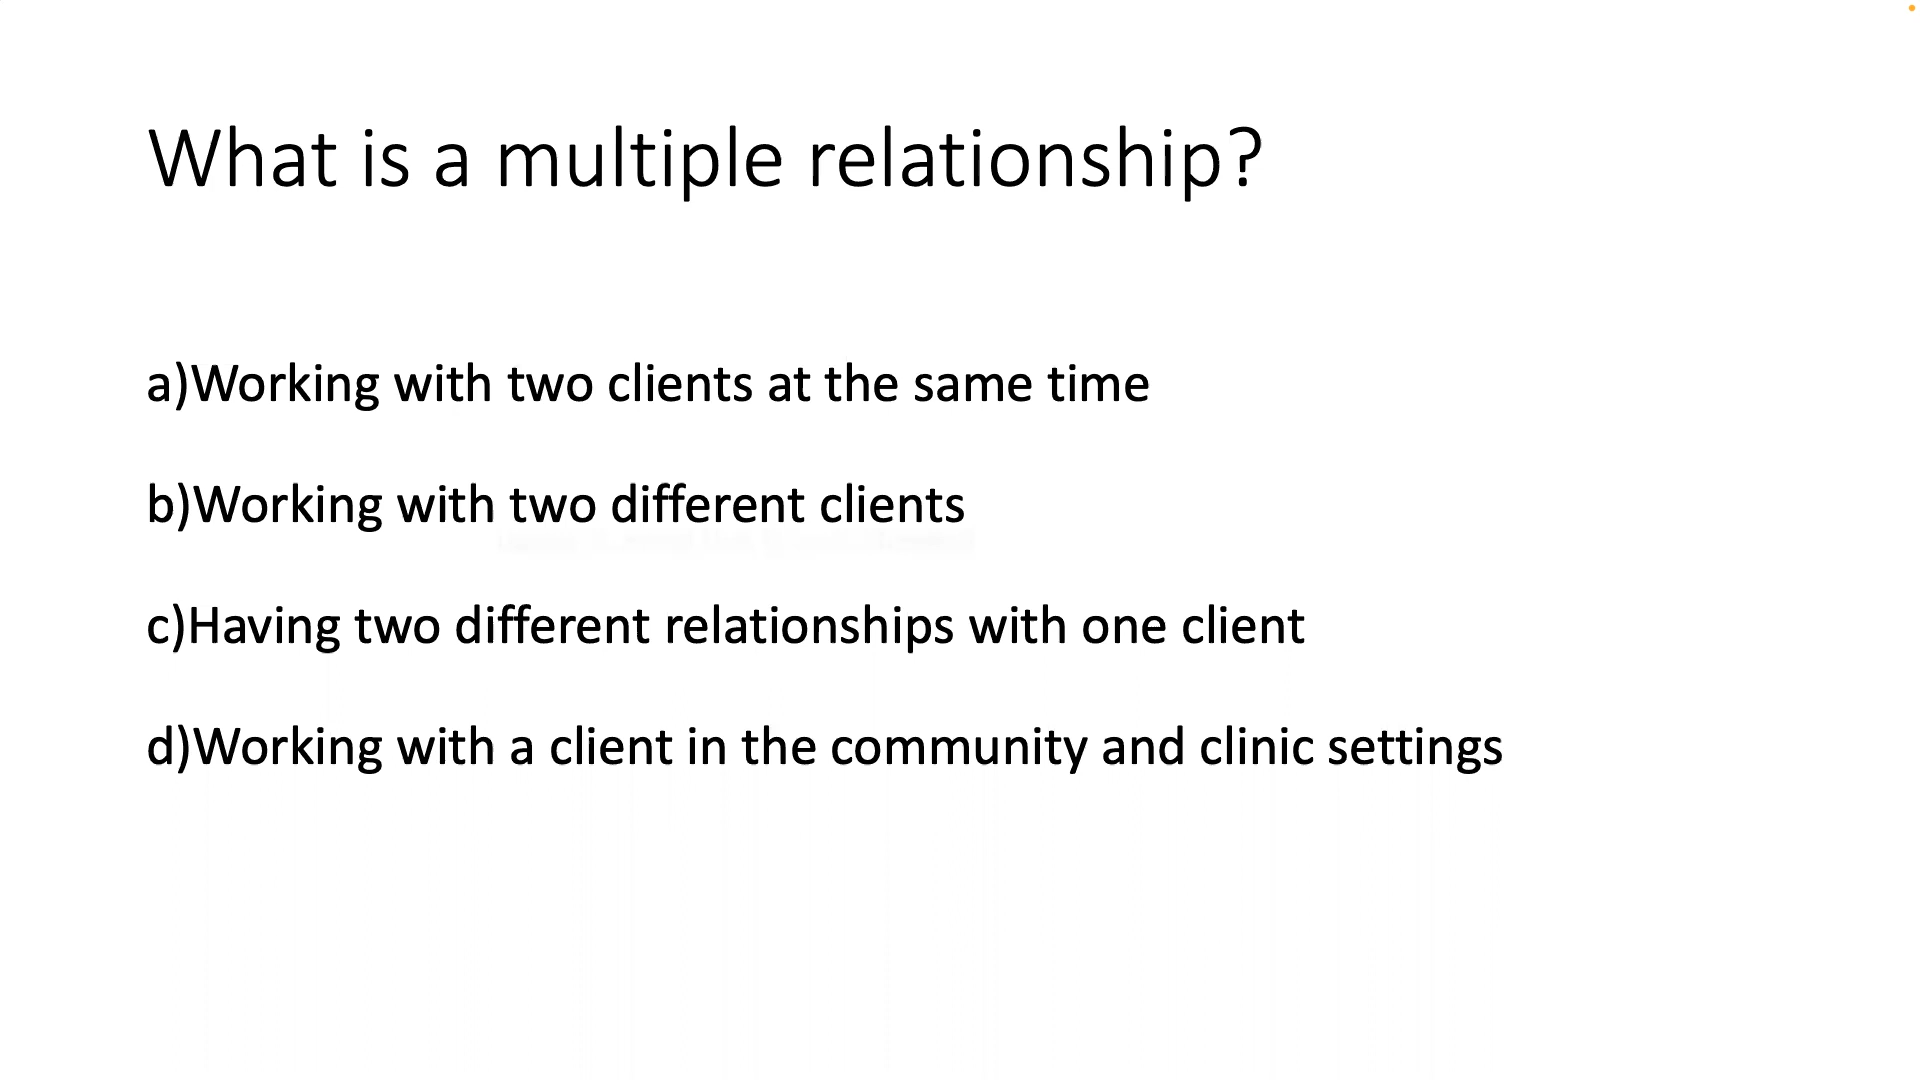 What is a multiple relationship?
a)Working with two clients at the same time
b)Working with two different clients
c)Having two different relationships with one client
d)Working with a client in the community and clinic settings